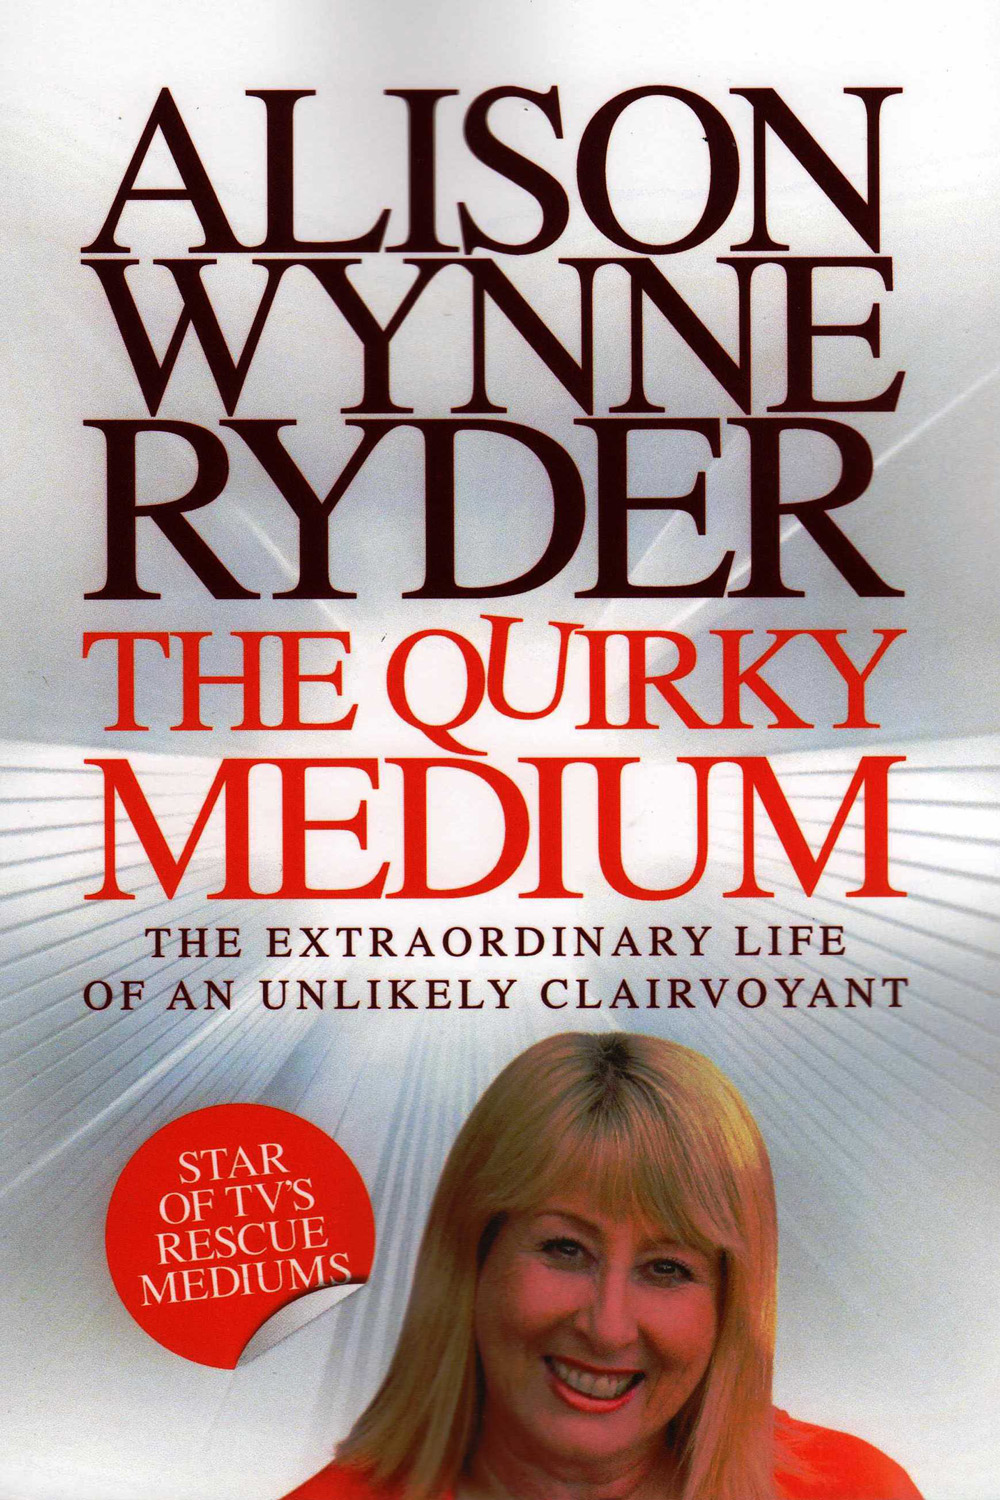 ALISON
WYNNE
RYDER
THE QUIRKY
MEDIUM
THE EXTRAORDINARY LIFE
OF AN UNLIKELY CLAIRVOYANT
STAR
OF TV'S
RESCUE
MEDIUMS